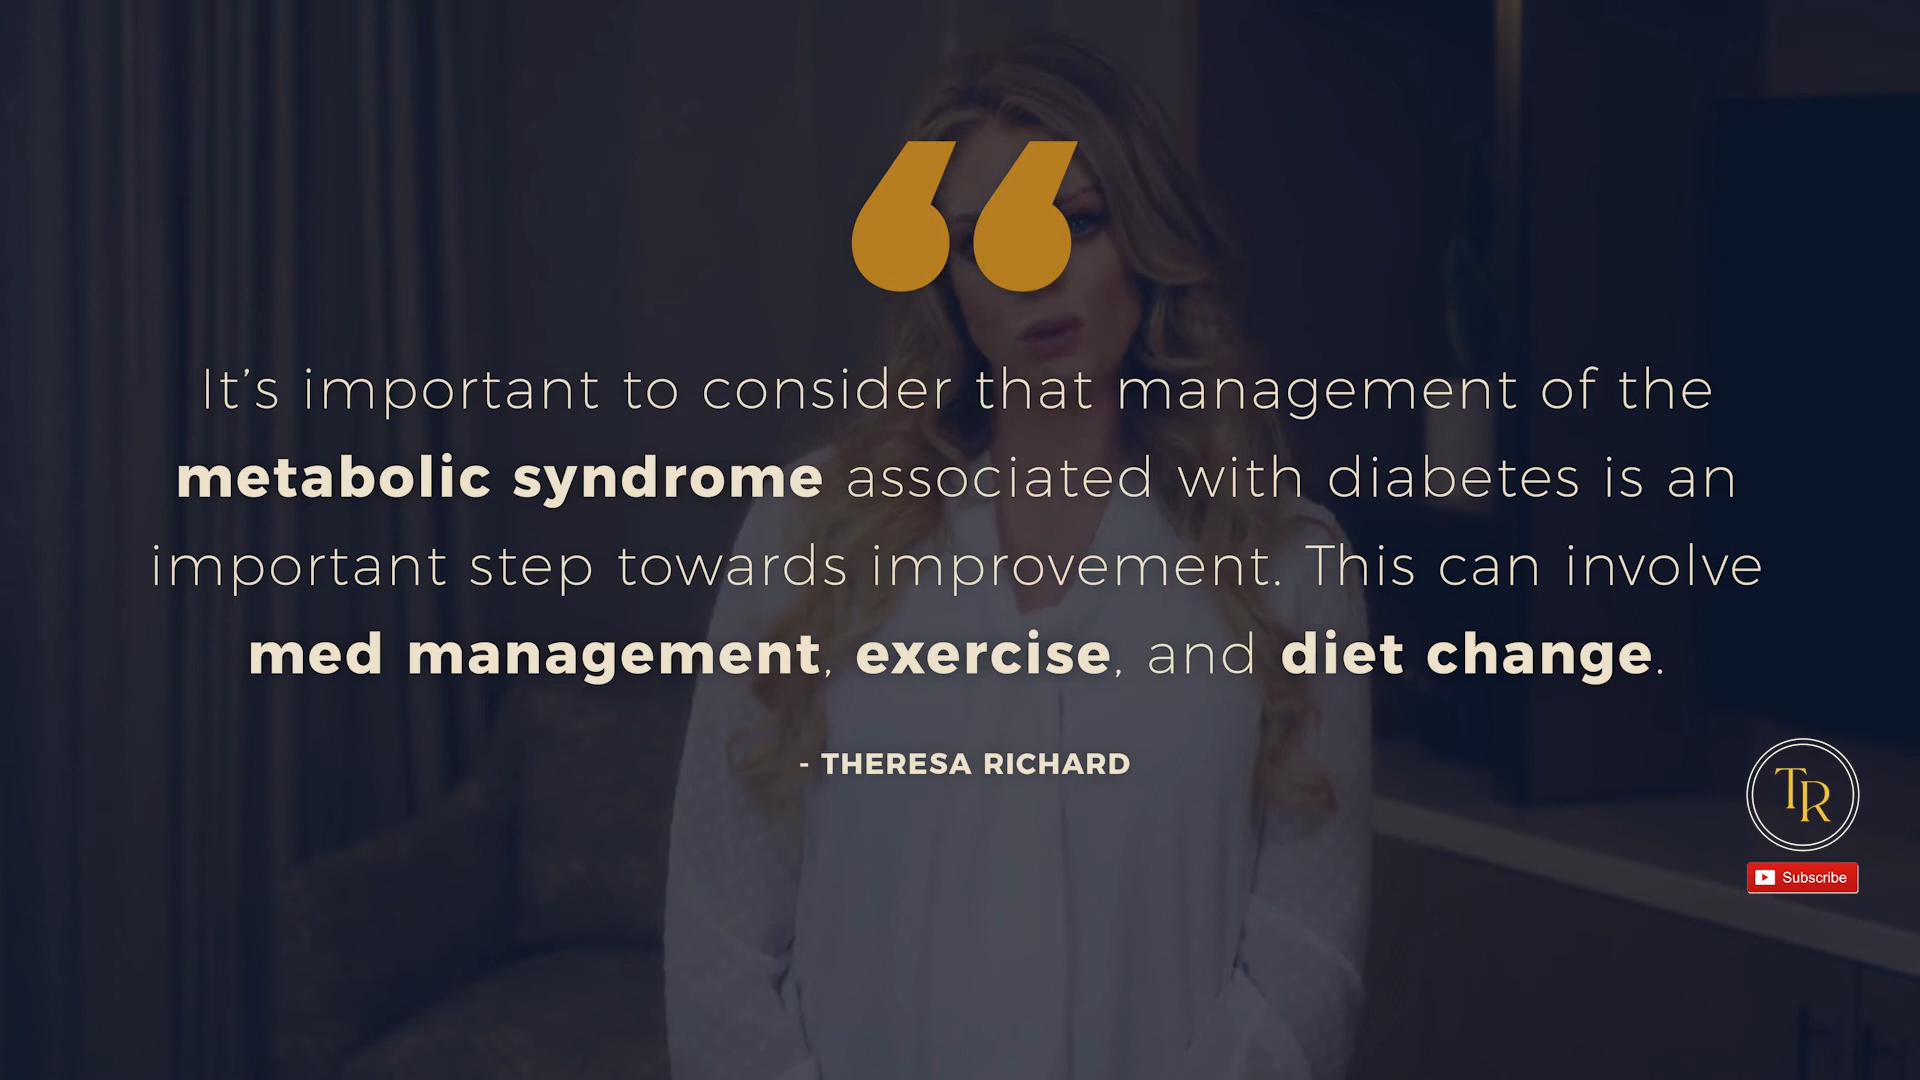 “
It’s important to consider that management of the
metabolic syndrome associated with diabetes is an
important step towards improvement. This can involve
med management, exercise, and diet change.
- THERESA RICHARD
TR
Subscribe